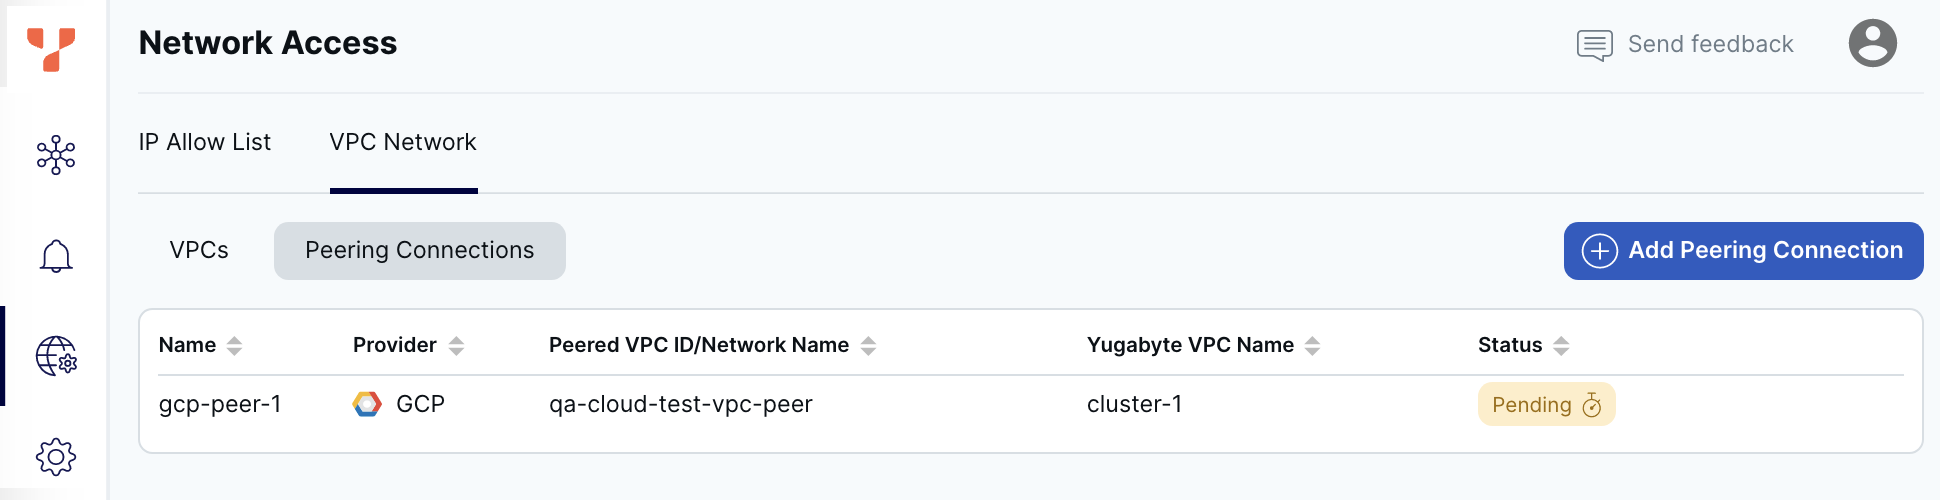 Network Access
Send feedback
IP Allow List VPC Network
VPCs Peering Connections
Add Peering Connection
Name Provider Peered VPC ID/Network Name Yugabyte VPC Name Status
gcp-peer-1 GCP qa-cloud-test-vpc-peer cluster-1 Pending